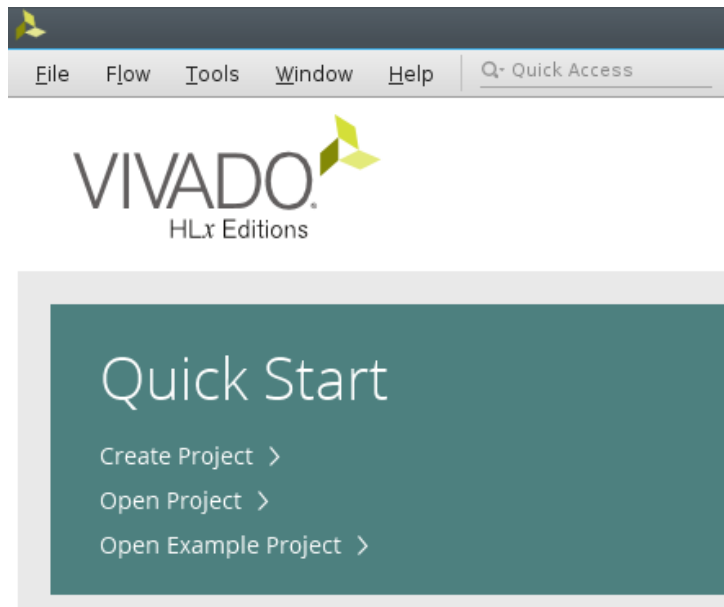 File Flow Tools Window Help Q- Quick Access
VIVADO®
HLx Editions
Quick Start
Create Project >
Open Project >
Open Example Project >